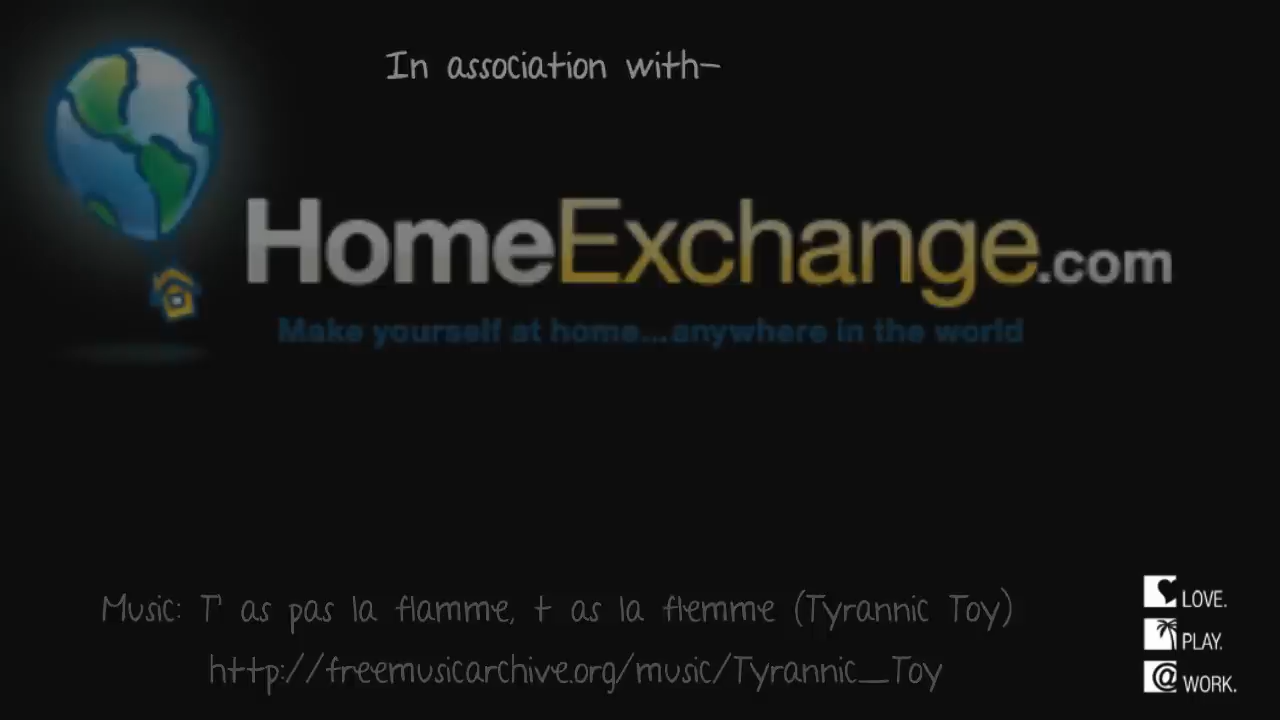 In association with-
HomeExchange.com
Make yourself at home...anywhere in the world
Music: T' as pas la flamme, t as la flemme (Tyrannic Toy)
http://freemusicarchive.org/music/Tyrannic_Toy
LOVE.
PLAY.
@ WORK.